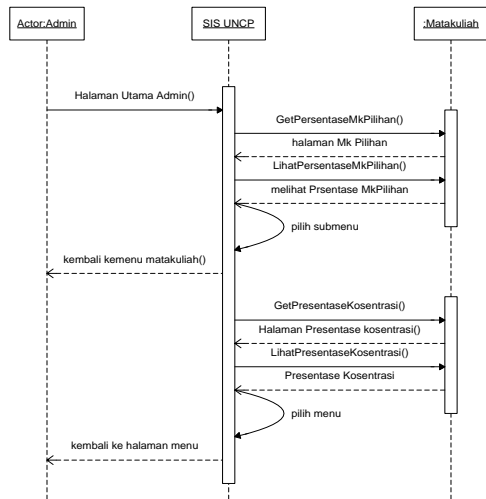 Actor:Admin
SIS UNCP
:Matakuliah
Halaman Utama Admin()
GetPersentaseMkPilihan()
halaman Mk Pilihan
LihatPersentaseMkPilihan()
melihat Prsentase MkPilihan
pilih submenu
kembali kemenu matakuliah()
GetPresentaseKosentrasi()
Halaman Presentase kosentrasi()
LihatPresentaseKosentrasi()
Presentase Kosentrasi
pilih menu
kembali ke halaman menu